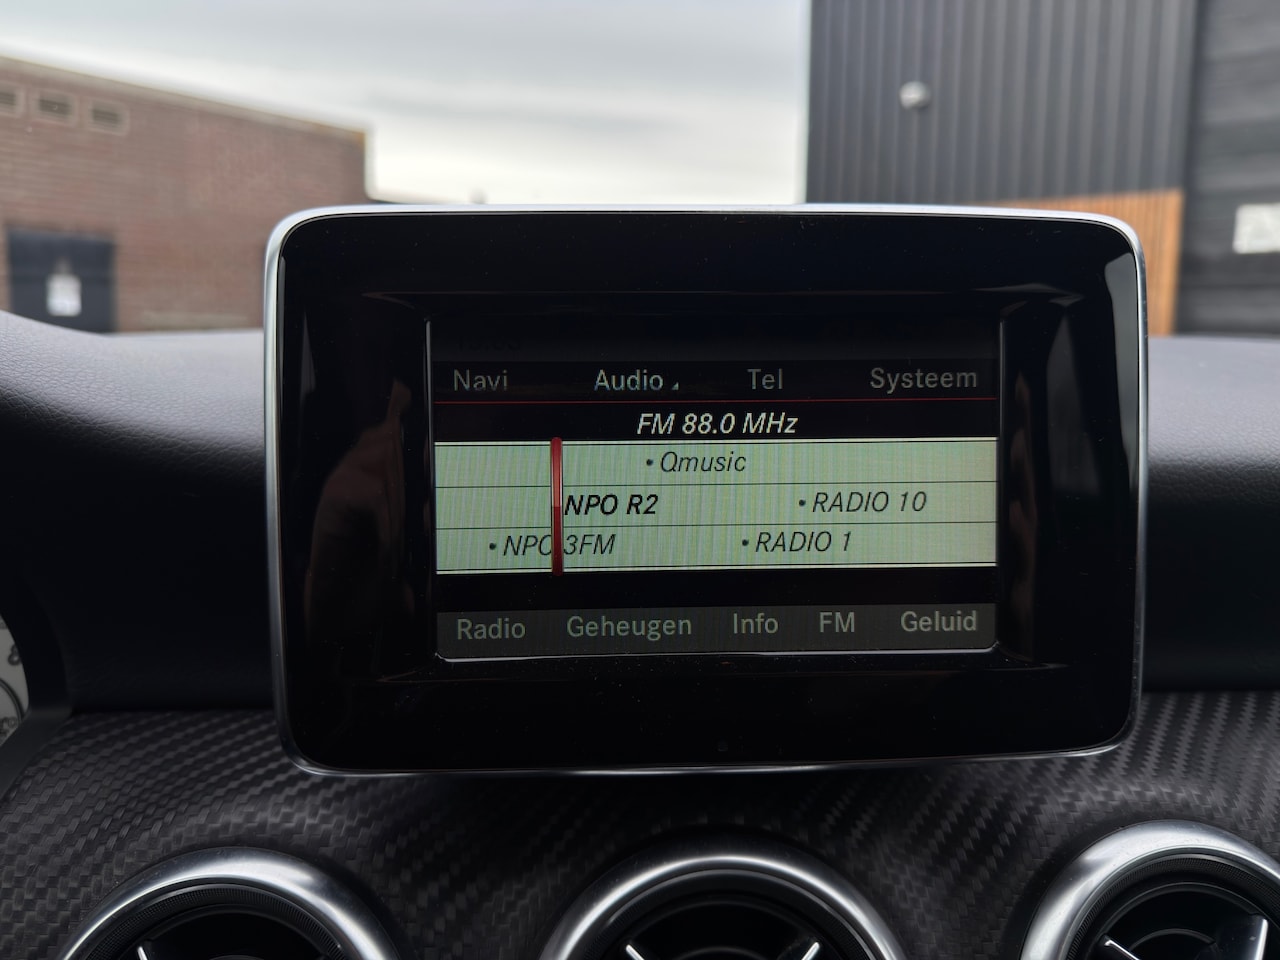 Navi Audio Tel Systeem
FM 88.0 MHz
• Qmusic
NPO R2 • RADIO 10
• NPO 3FM • RADIO 1
Radio Geheugen Info FM Geluid